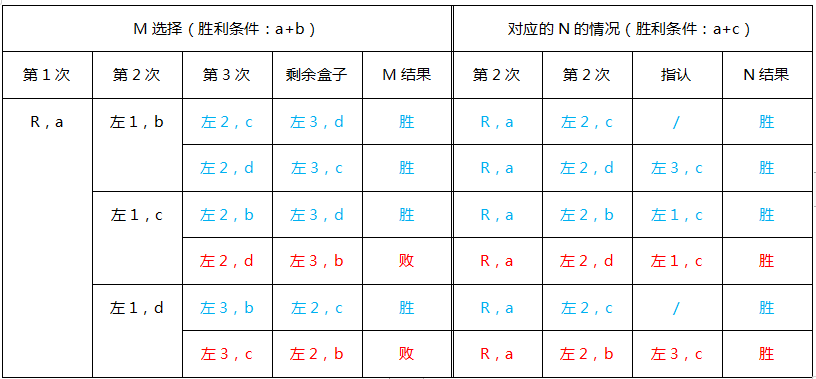 M 选择（胜利条件：a+b） 对应的 N 的情况（胜利条件：a+c）
第 1 次 第 2 次 第 3 次 剩余盒子 M 结果 第 2 次 第 2 次 指认 N 结果
R，a 左 1，b 左 2，c 左 3，d 胜 R，a 左 2，c / 胜
左 2，d 左 3，c 胜 R，a 左 2，d 左 3，c 胜
左 1，c 左 2，b 左 3，d 胜 R，a 左 2，b 左 1，c 胜
左 2，d 左 3，b 败 R，a 左 2，d 左 1，c 胜
左 1，d 左 3，b 左 2，c 胜 R，a 左 2，c / 胜
左 3，c 左 2，b 败 R，a 左 2，b 左 3，c 胜